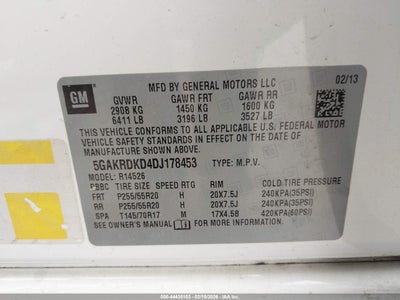 GM
MFD BY GENERAL MOTORS LLC
02/13
GVWR GAWR FRT GAWR RR
2908 KG 1450 KG 1600 KG
6411 LB 3196 LB 3527 LB
THIS VEHICLE CONFORMS TO ALL APPLICABLE U.S. FEDERAL MOTOR
VEHICLE SAFETY STANDARDS IN EFFECT ON THE DATE OF
MANUFACTURE SHOWN ABOVE.
5GAKRDKD4DJ178453 TYPE: M.P.V.
MODEL: R14526
PBBC TIRE SIZE SPEED RTG RIM COLD TIRE PRESSURE
FRT P255/55R20 H 20X7.5J 240KPA(35PSI)
RR P255/55R20 H 20X7.5J 240KPA(35PSI)
SPA T145/70R17 M 17X4.5B 420KPA(60PSI)
SEE OWNER'S MANUAL FOR ADDITIONAL INFORMATION.